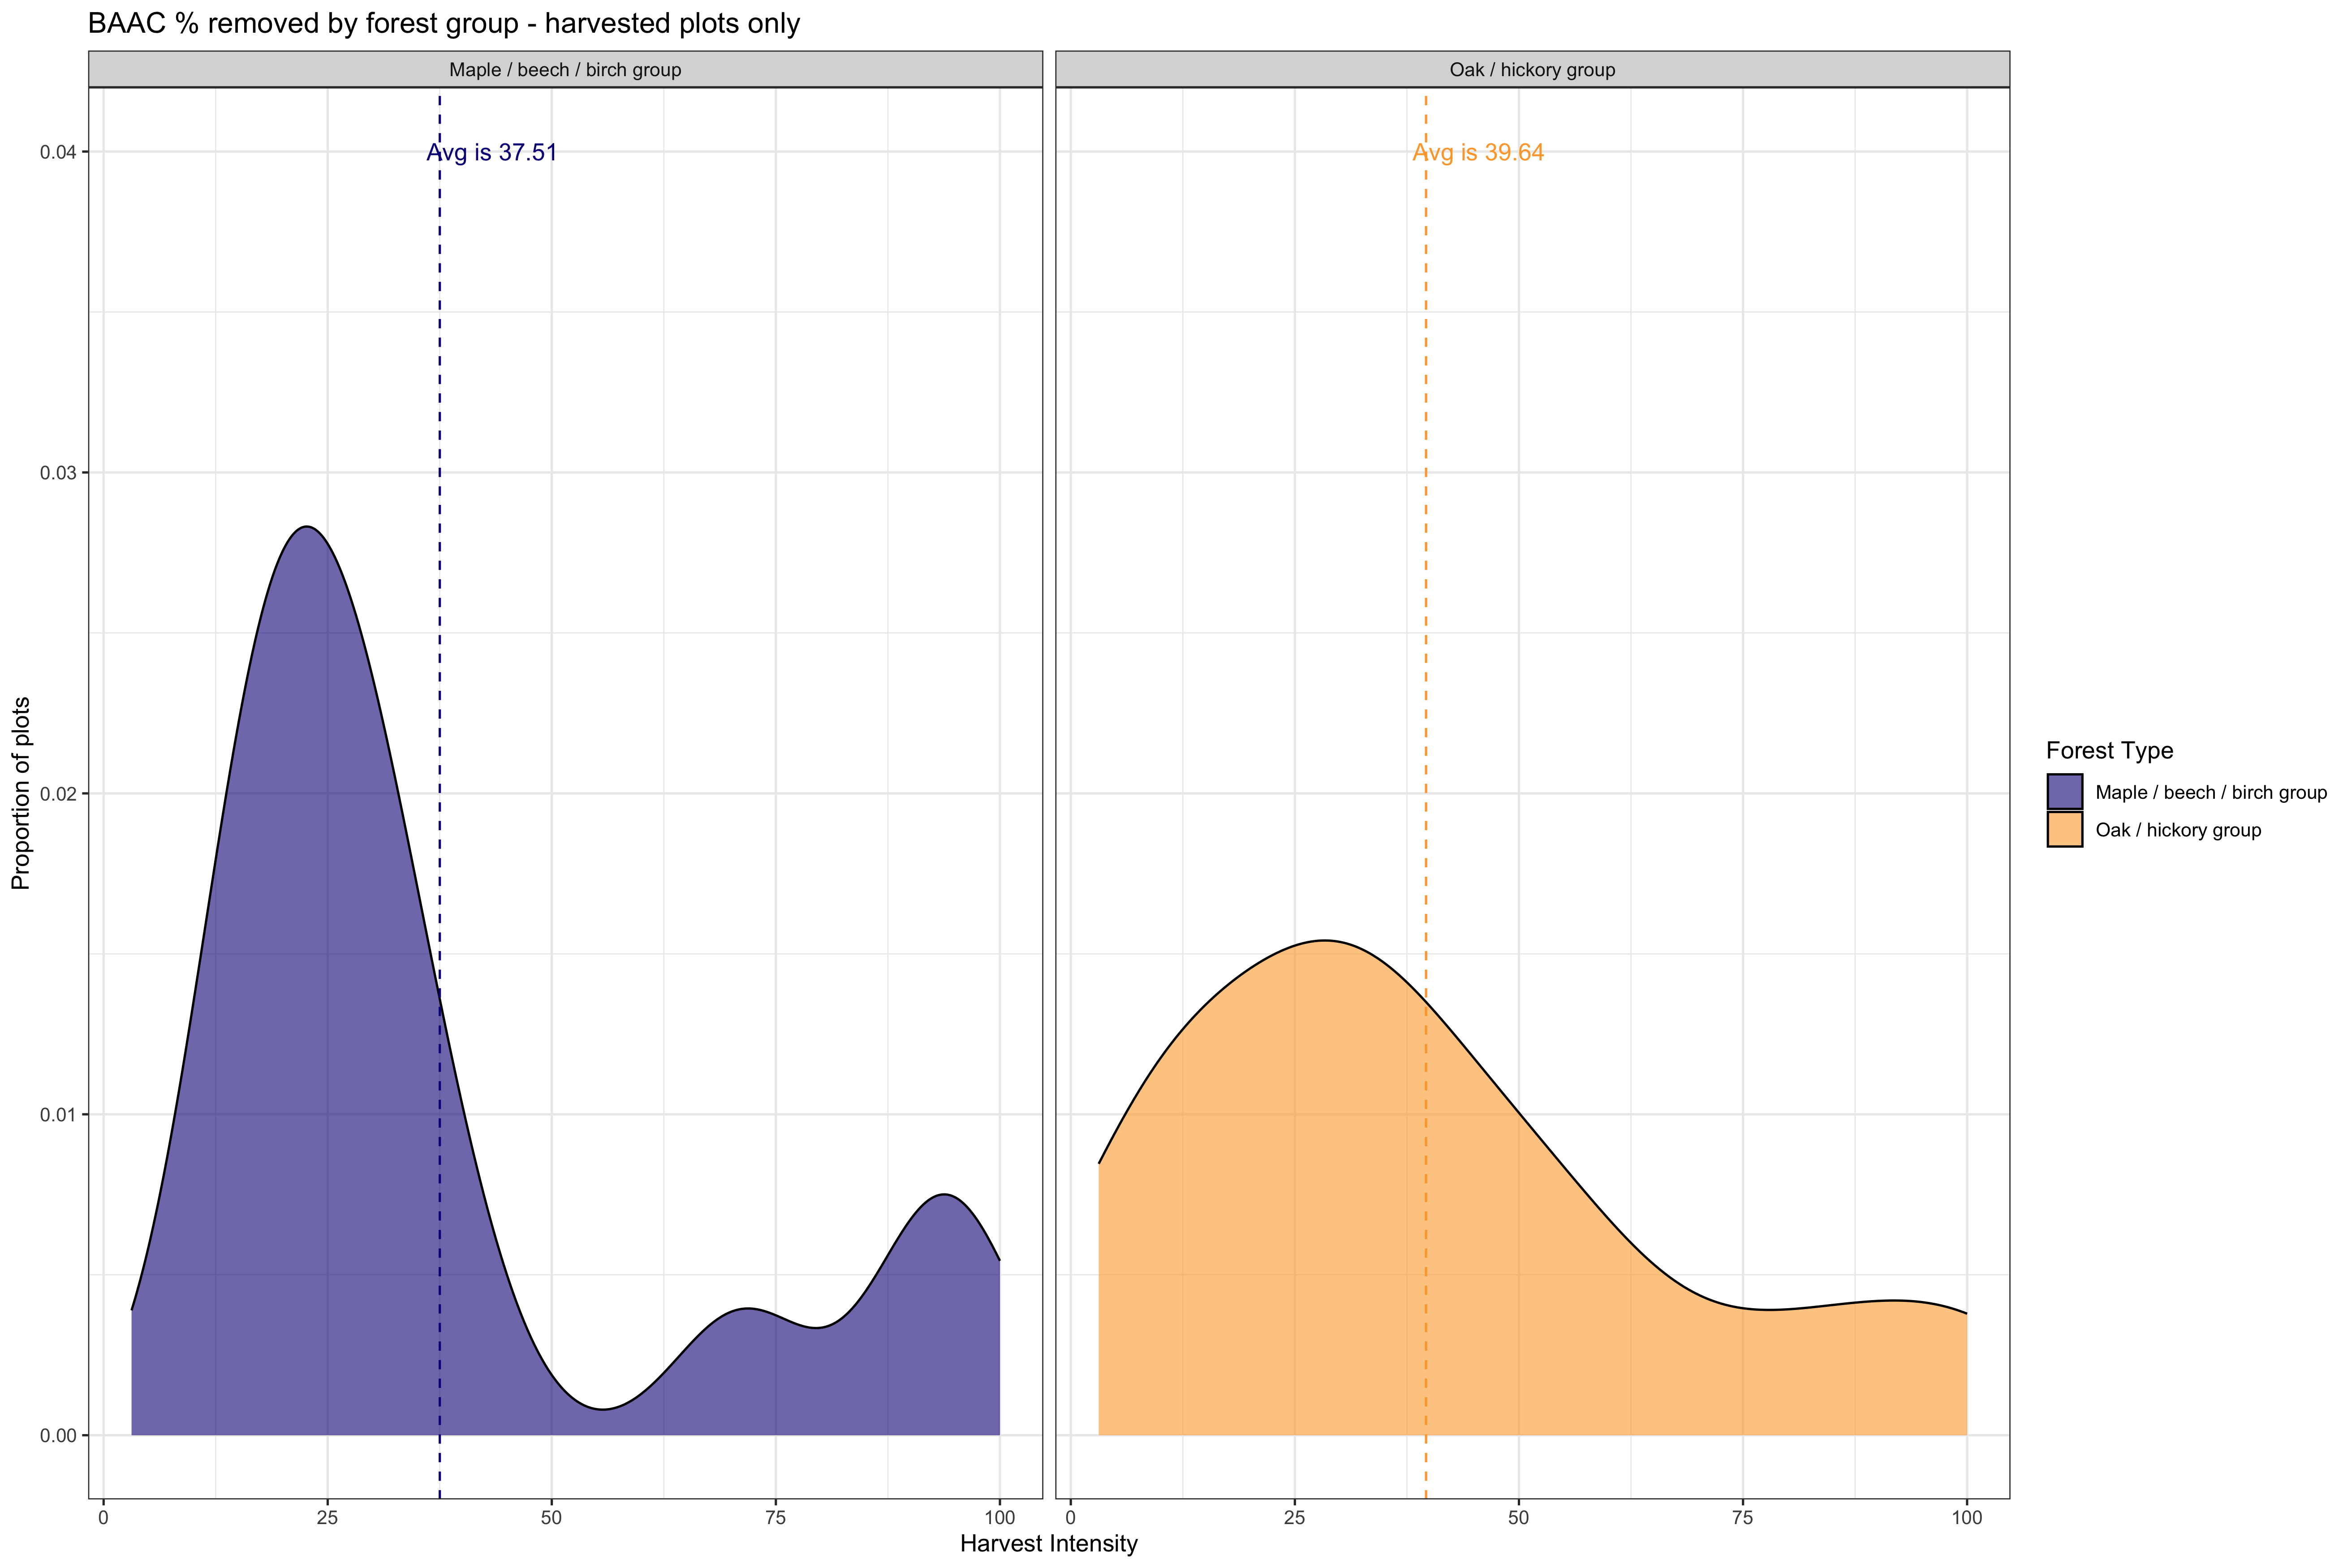 BAAC % removed by forest group - harvested plots only
Maple / beech / birch group
Oak / hickory group
Avg is 37.51
Avg is 39.64
0.04
0.03
0.02
0.01
0.00
Proportion of plots
0
25
50
75
100
0
25
50
75
100
Harvest Intensity
Forest Type
Maple / beech / birch group
Oak / hickory group